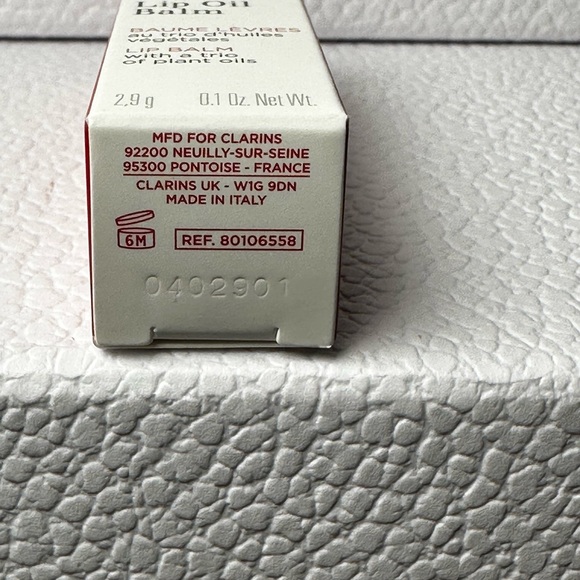 Lip Oil
Balm
BAUME LÈVRES
au trio d'huiles
végétales
LIP BALM
with a trio
of plant oils
2,9 g 0.1 Oz. Net Wt.
MFD FOR CLARINS
92200 NEUILLY-SUR-SEINE
95300 PONTOISE - FRANCE
CLARINS UK - W1G 9DN
MADE IN ITALY
6M REF. 80106558
0402901